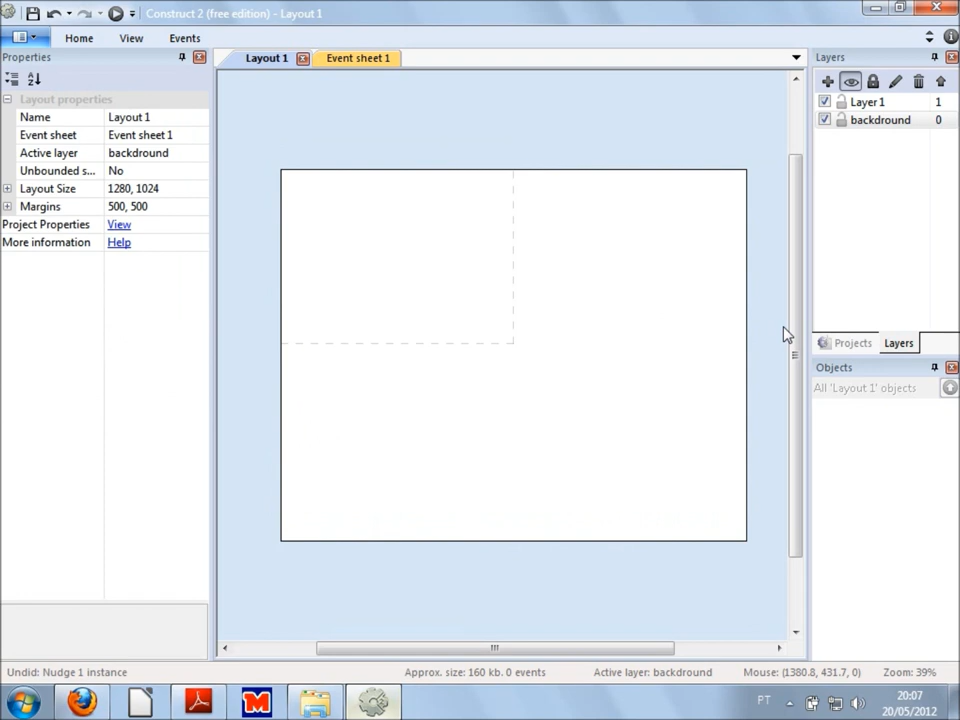 Construct 2 (free edition) - Layout 1
Home View Events
Properties
Layout 1
Event sheet 1
Layers
Layout properties
Name Layout 1
Event sheet Event sheet 1
Active layer backdround
Unbounded s... No
Layout Size 1280, 1024
Margins 500, 500
Project Properties View
More information Help
Layer 1 1
backdround 0
Projects Layers
Objects
All 'Layout 1' objects
Undid: Nudge 1 instance
Approx. size: 160 kb. 0 events
Active layer: backdround
Mouse: (1380.8, 431.7, 0)
Zoom: 39%
PT
20:07
20/05/2012